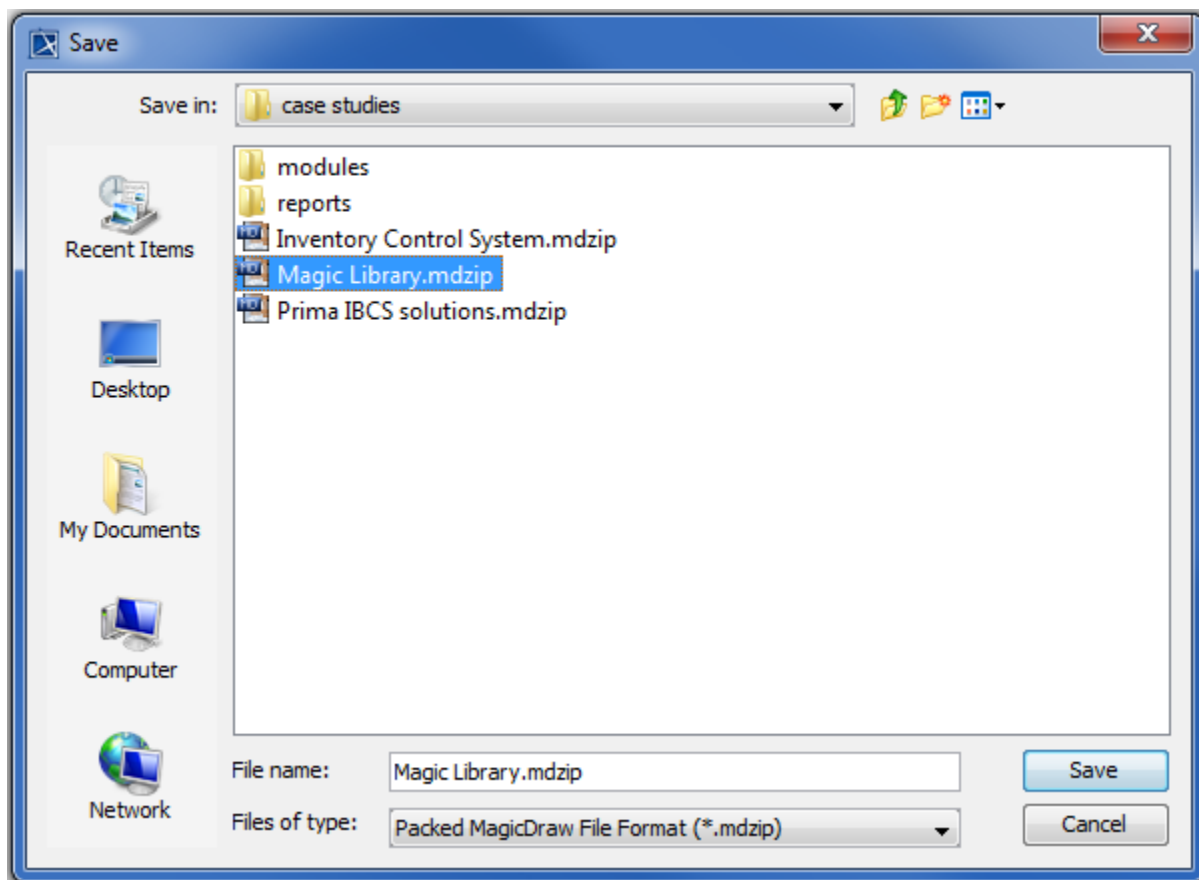 Save
Save in: case studies
modules
reports
Inventory Control System.mdzip
Magic Library.mdzip
Prima IBCS solutions.mdzip
Recent Items
Desktop
My Documents
Computer
Network
File name: Magic Library.mdzip Save
Files of type: Packed MagicDraw File Format (*.mdzip) Cancel